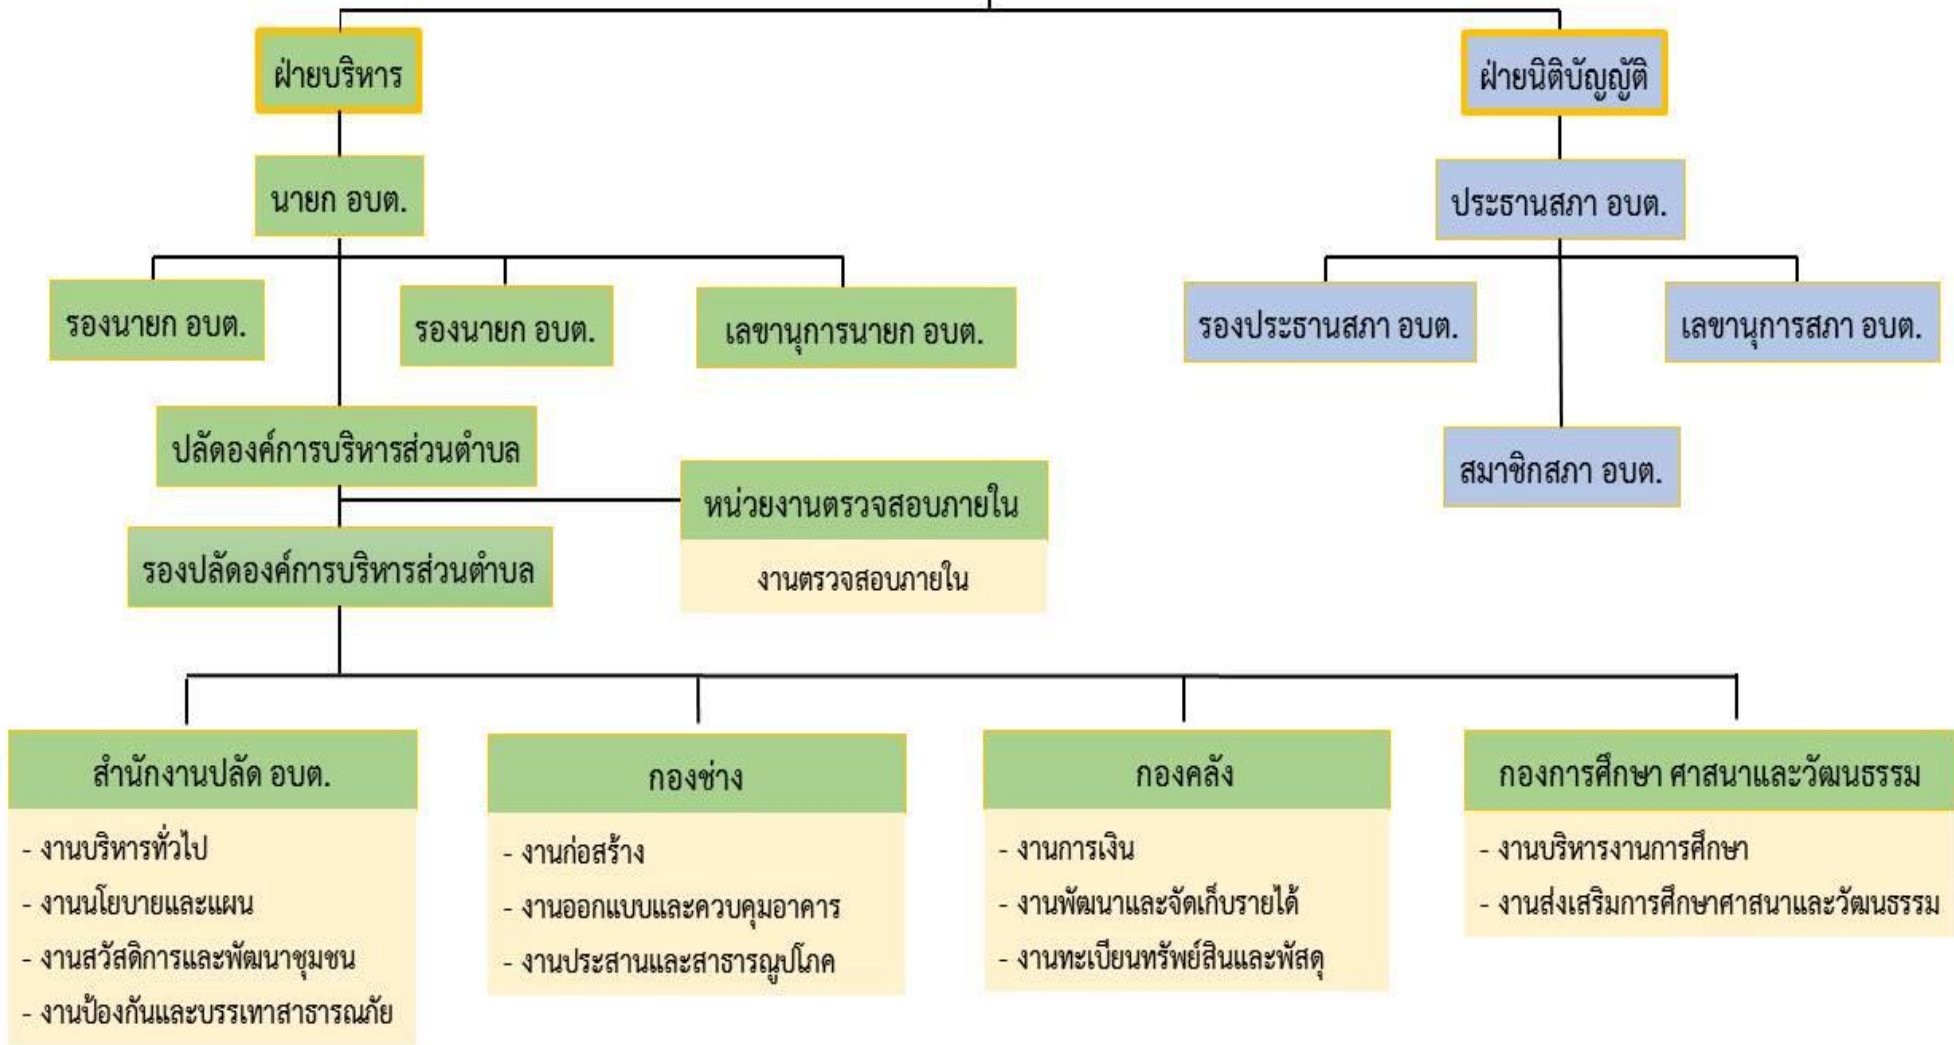 ฝ่ายบริหาร
ฝ่ายนิติบัญญัติ
นายก อบต.
ประธานสภา อบต.
รองนายก อบต.
รองนายก อบต.
เลขานุการนายก อบต.
รองประธานสภา อบต.
เลขานุการสภา อบต.
ปลัดองค์การบริหารส่วนตำบล
สมาชิกสภา อบต.
หน่วยงานตรวจสอบภายใน
งานตรวจสอบภายใน
รองปลัดองค์การบริหารส่วนตำบล
สำนักงานปลัด อบต.
- งานบริหารทั่วไป
- งานนโยบายและแผน
- งานสวัสดิการและพัฒนาชุมชน
- งานป้องกันและบรรเทาสาธารณภัย
กองช่าง
- งานก่อสร้าง
- งานออกแบบและควบคุมอาคาร
- งานประสานและสาธารณูปโภค
กองคลัง
- งานการเงิน
- งานพัฒนาและจัดเก็บรายได้
- งานทะเบียนทรัพย์สินและพัสดุ
กองการศึกษา ศาสนาและวัฒนธรรม
- งานบริหารงานการศึกษา
- งานส่งเสริมการศึกษาศาสนาและวัฒนธรรม